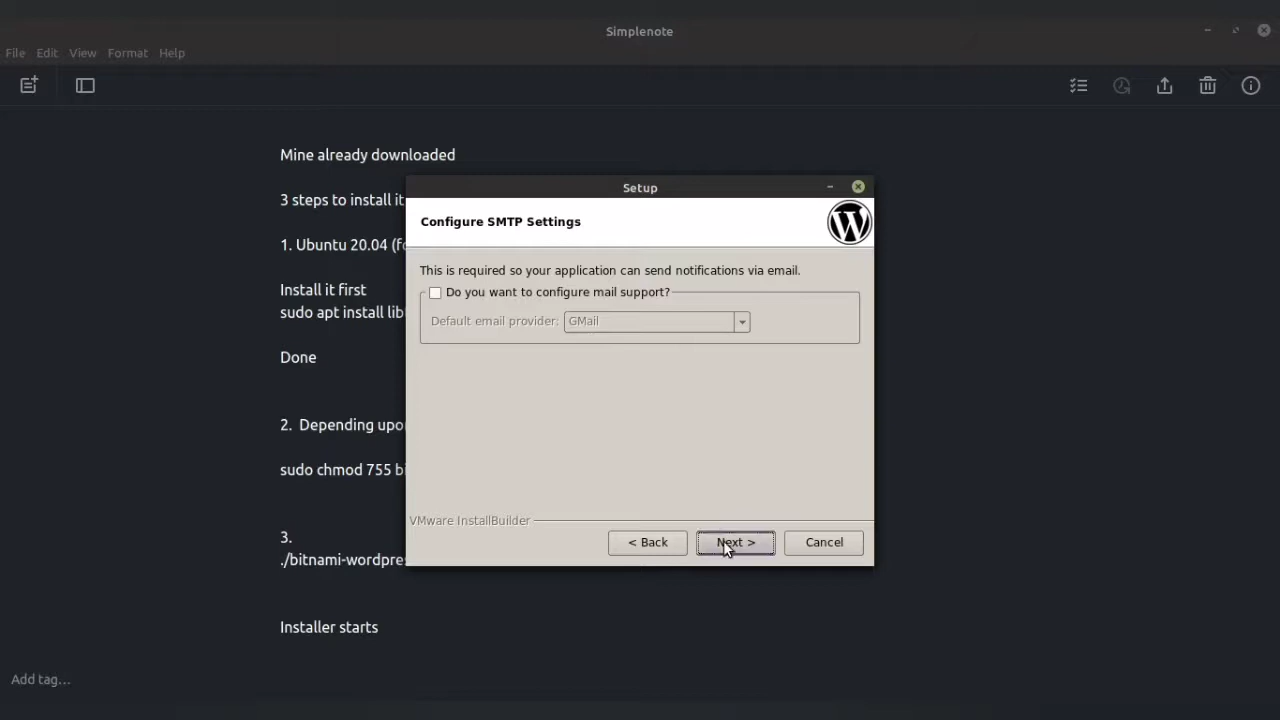 Simplenote
File Edit View Format Help
Mine already downloaded
3 steps to install it
1. Ubuntu 20.04 (fo
Install it first
sudo apt install lib
Done
2. Depending upo
sudo chmod 755 bi
3.
./bitnami-wordpre
Installer starts
Add tag...
Setup
Configure SMTP Settings
This is required so your application can send notifications via email.
Do you want to configure mail support?
Default email provider: GMail
VMware InstallBuilder
< Back Next > Cancel